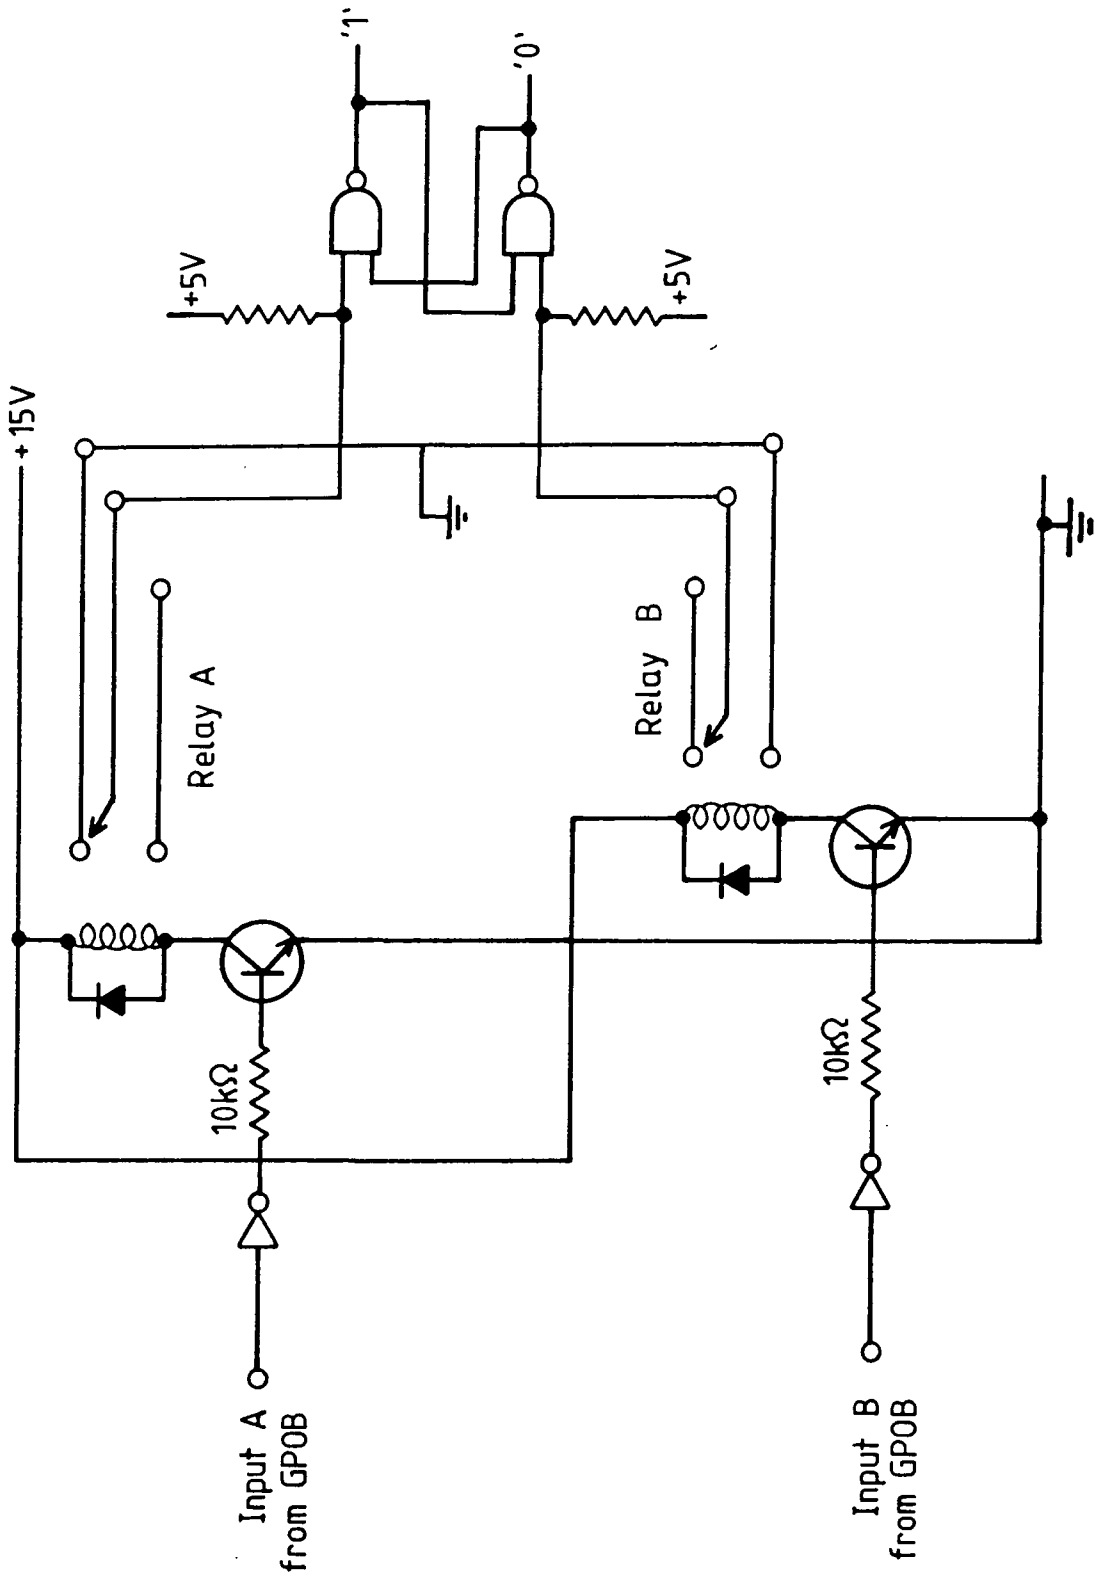 +15V
+5V
'1'
'0'
+5V
Relay A
Relay B
10kΩ
10kΩ
Input A
from GPOB
Input B
from GPOB